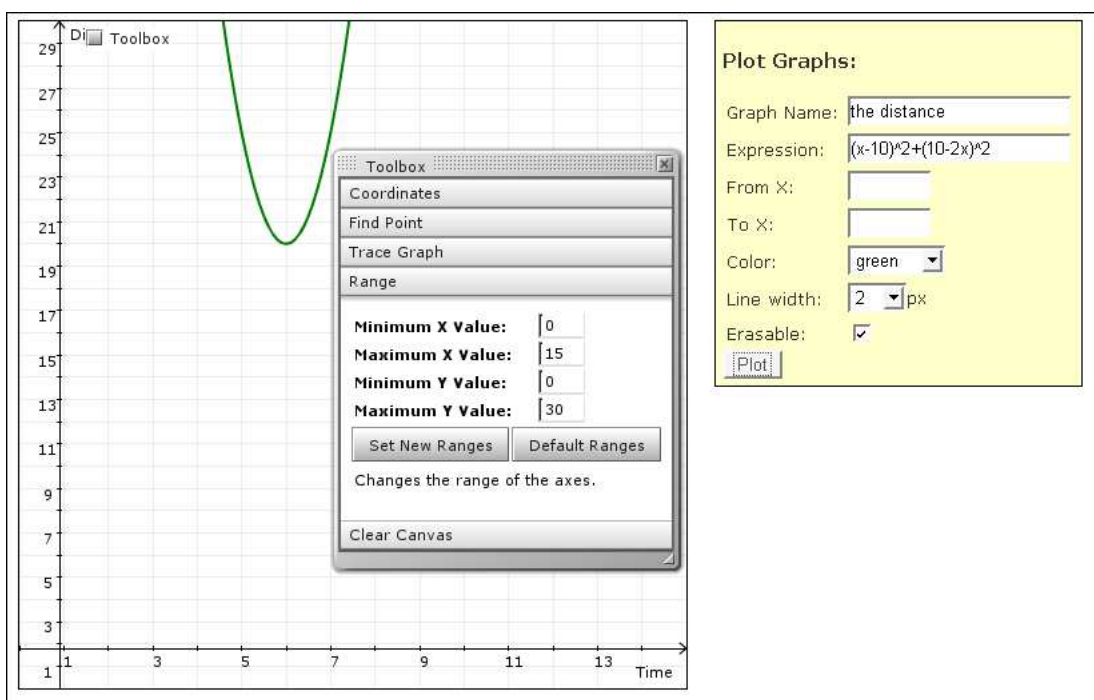 Di Toolbox
29
27
25
23
21
19
17
15
13
11
9
7
5
3
1
1 3 5 7 9 11 13
Time
Toolbox
Coordinates
Find Point
Trace Graph
Range
Minimum X Value: 0
Maximum X Value: 15
Minimum Y Value: 0
Maximum Y Value: 30
Set New Ranges Default Ranges
Changes the range of the axes.
Clear Canvas
Plot Graphs:
Graph Name: the distance
Expression: (x-10)^2+(10-2x)^2
From X:
To X:
Color: green
Line width: 2 px
Erasable:
Plot